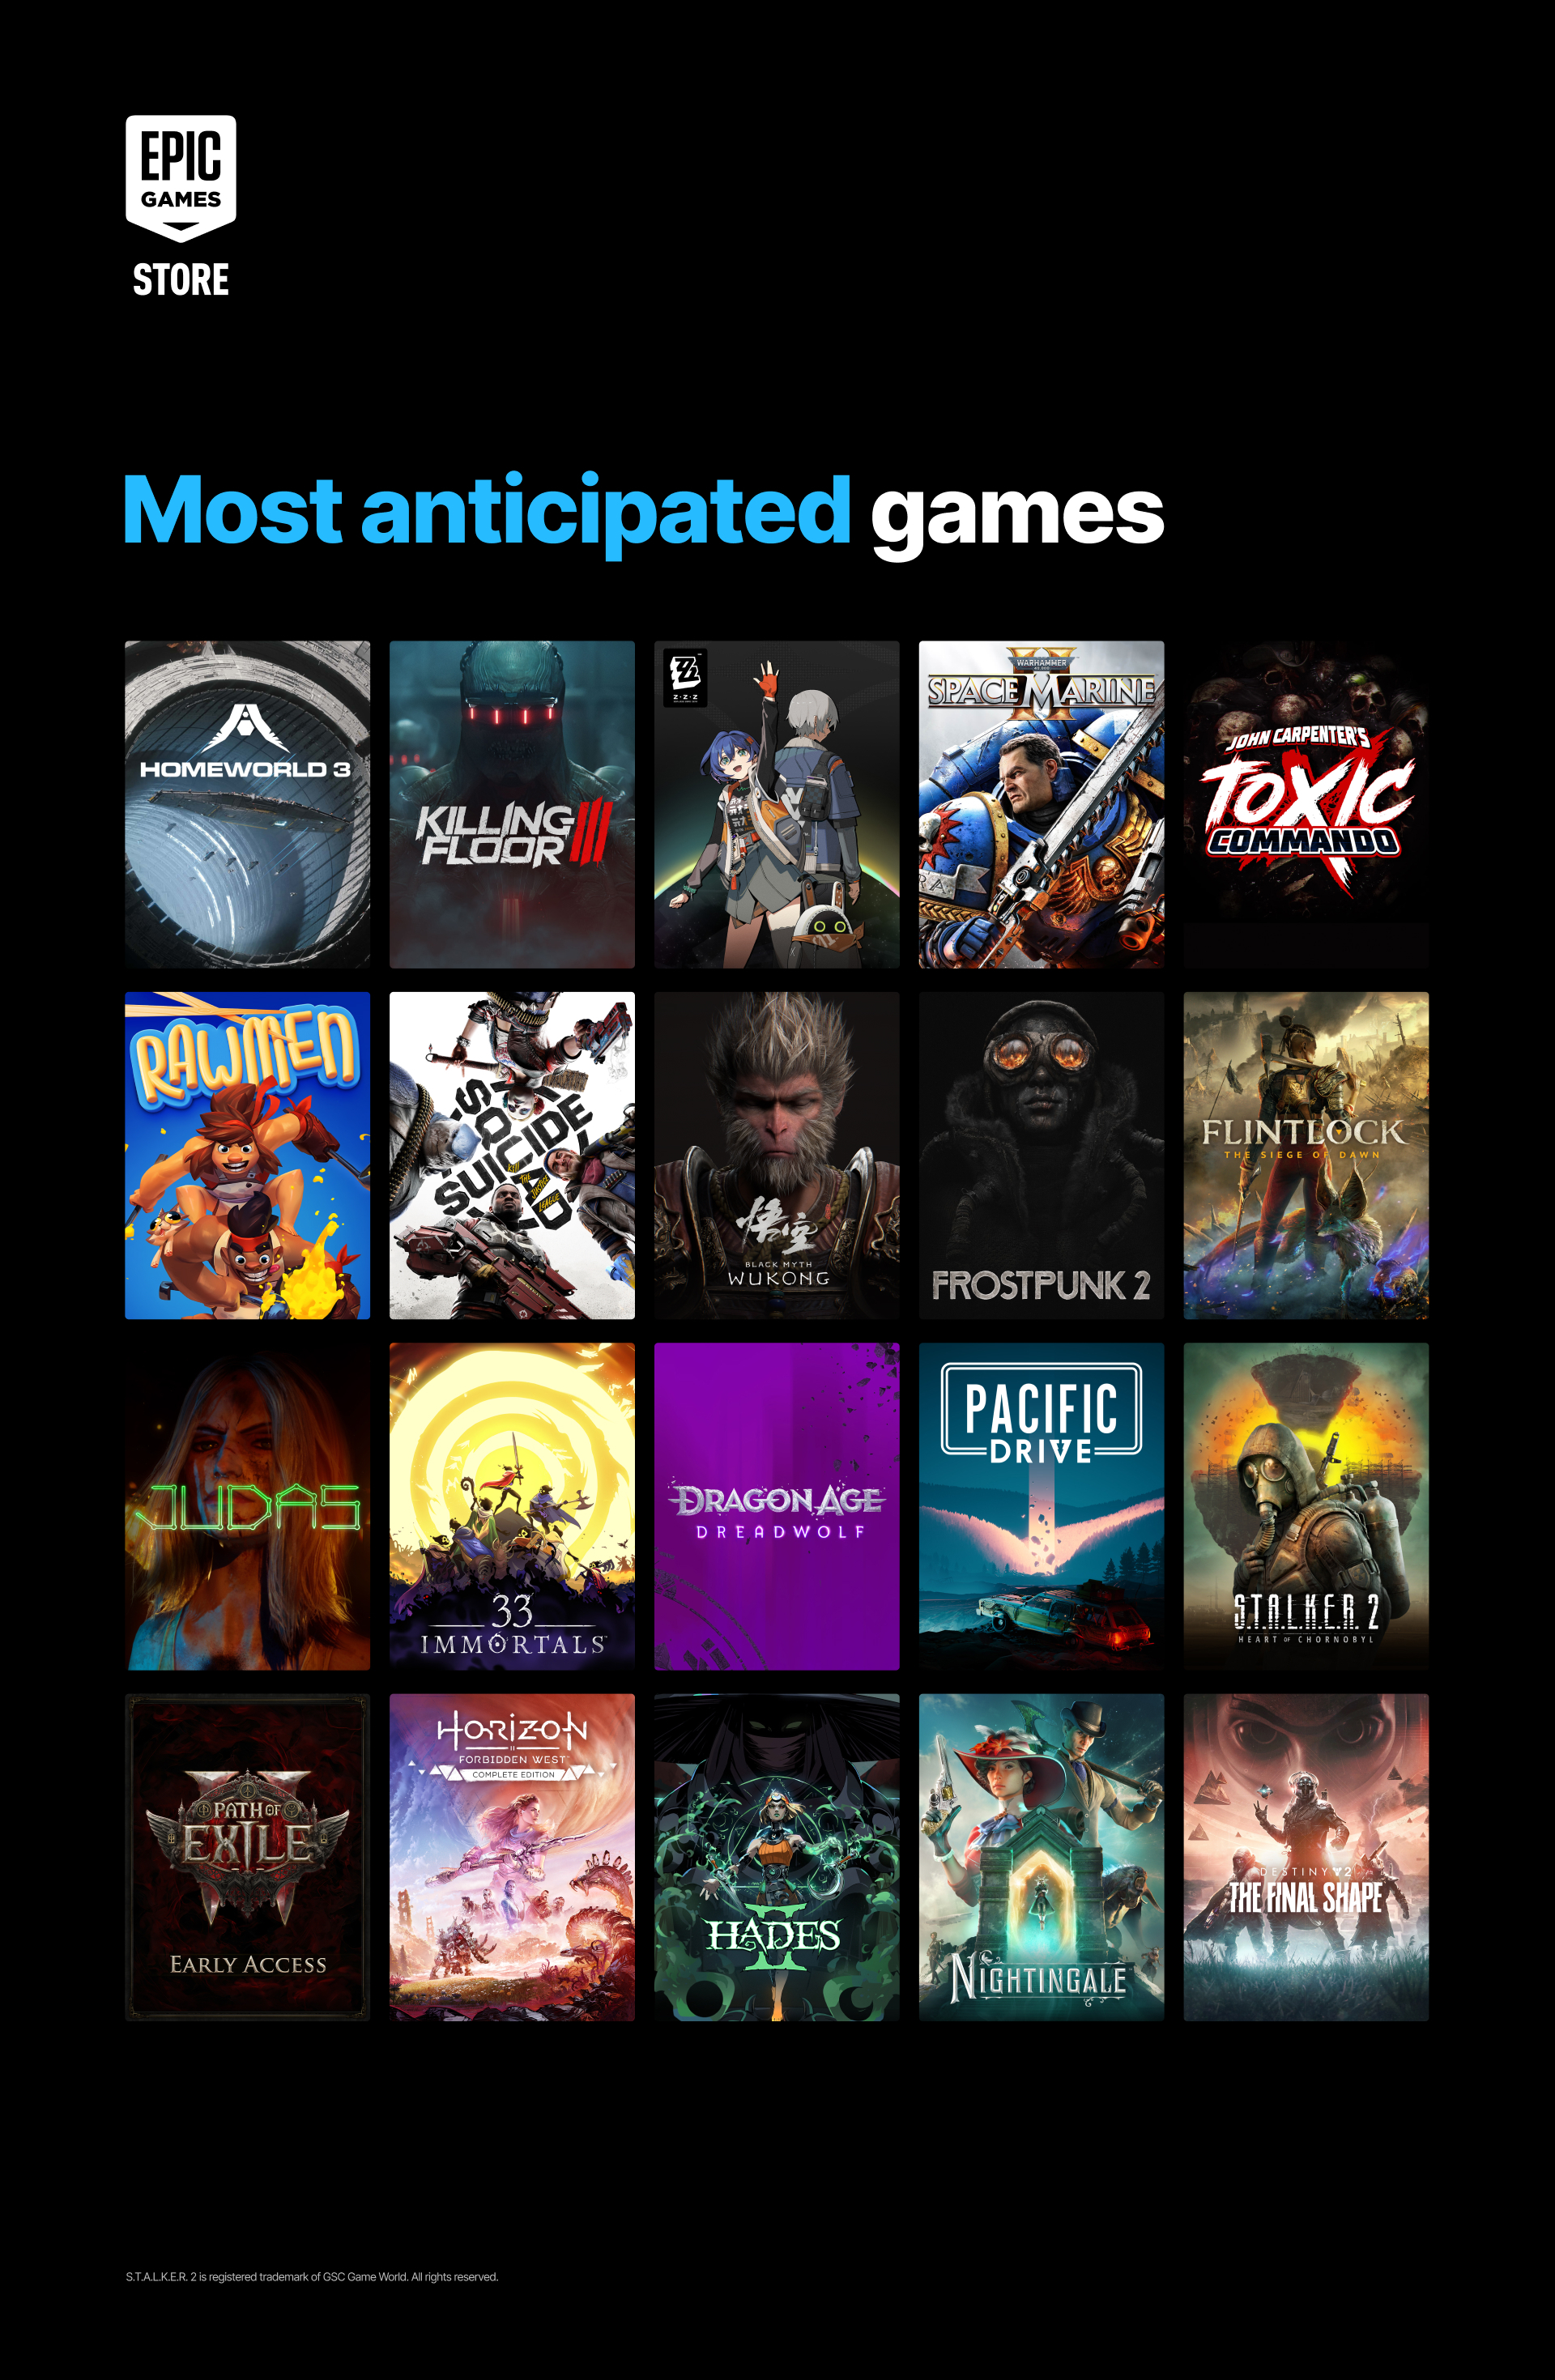 EPIC
GAMES
STORE
Most anticipated games
HOMEWORLD 3
KILLING
FLOOR III
Z·Z·Z
WARHAMMER
40,000
SPACE MARINE
II
JOHN CARPENTER'S
TOXIC
COMMANDO
RAWMEN
SUICIDE
SQUAD
KILL
THE
JUSTICE
LEAGUE
悟空
BLACK MYTH
WUKONG
FROSTPUNK 2
FLINTLOCK
THE SIEGE OF DAWN
JUDAS
33
IMMORTALS
DRAGON AGE
DREADWOLF
PACIFIC
DRIVE
S.T.A.L.K.E.R. 2
HEART OF CHORNOBYL
PATH OF
EXILE
II
EARLY ACCESS
HORIZON
II
FORBIDDEN WEST™
COMPLETE EDITION
HADES
II
NIGHTINGALE
DESTINY 2
THE FINAL SHAPE
S.T.A.L.K.E.R. 2 is registered trademark of GSC Game World. All rights reserved.